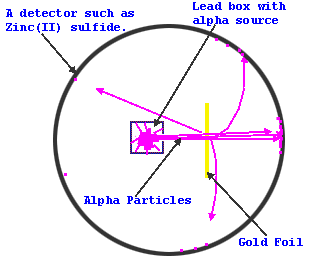 A detector such as
Zinc(II) sulfide.
Lead box with
alpha source
Alpha Particles
Gold Foil